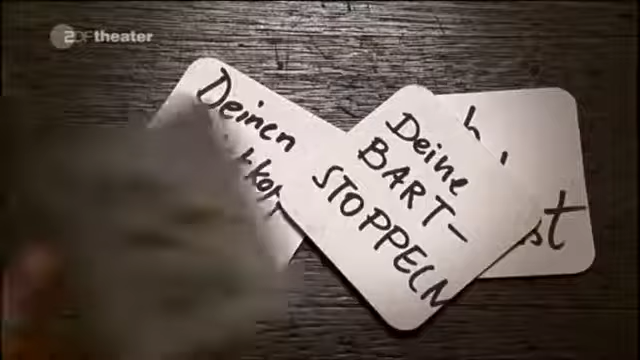 ZDFtheater
Deinen
Deine
BART-
STOPPELN
st